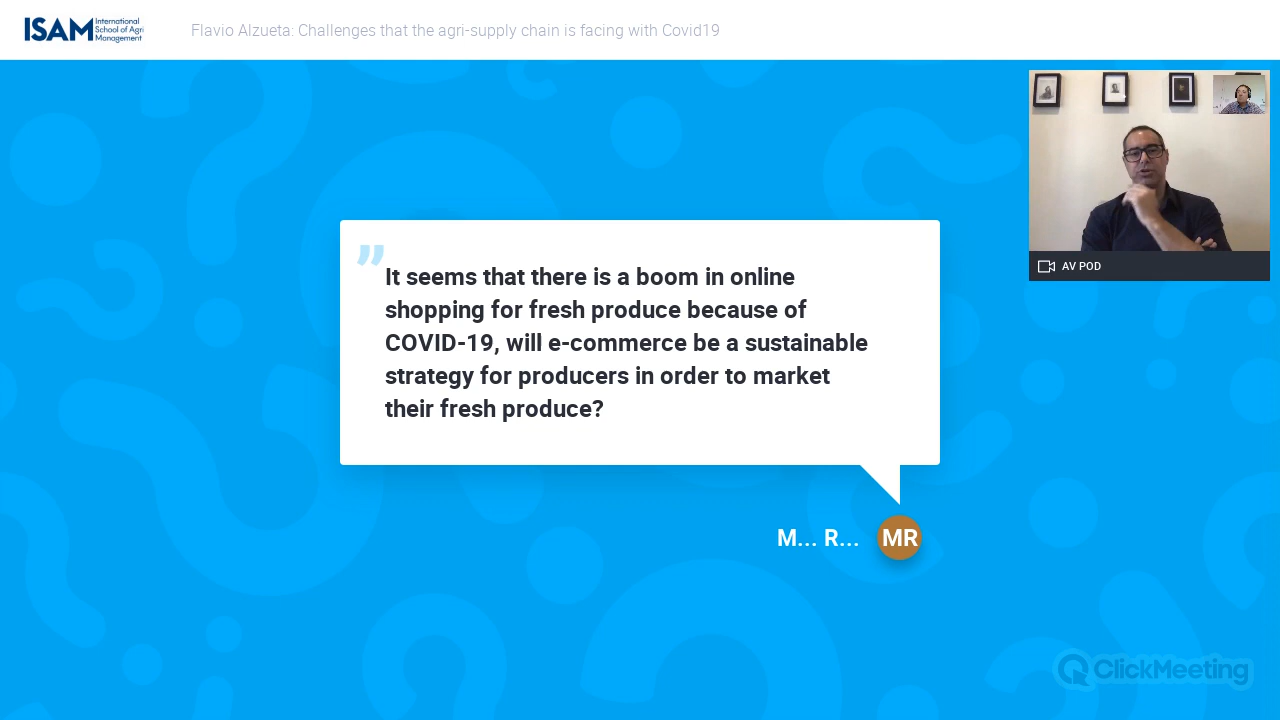 ISAM International
School of Agri
Management
Flavio Alzueta: Challenges that the agri-supply chain is facing with Covid19
AV POD
”
It seems that there is a boom in online
shopping for fresh produce because of
COVID-19, will e-commerce be a sustainable
strategy for producers in order to market
their fresh produce?
M... R... MR
ClickMeeting